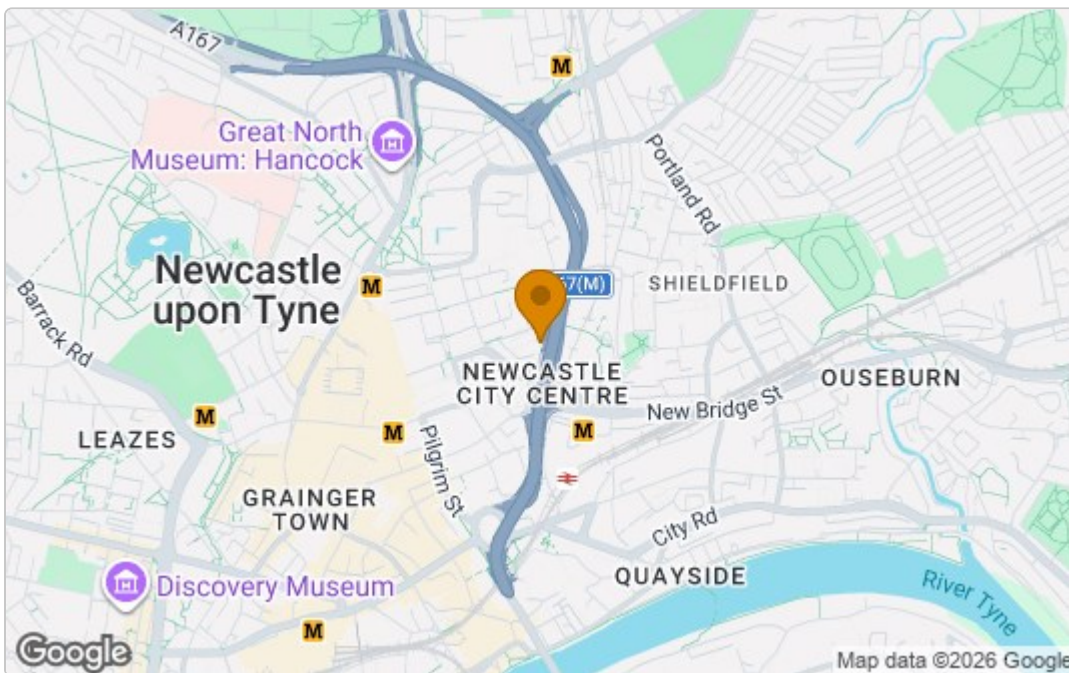 A167
M
Great North
Museum: Hancock
Portland Rd
Newcastle
upon Tyne
M
67(M)
SHIELDFIELD
Barrack Rd
NEWCASTLE
CITY CENTRE
OUSEBURN
New Bridge St
M
M
M
LEAZES
Pilgrim St
GRAINGER
TOWN
City Rd
QUAYSIDE
Discovery Museum
River Tyne
M
Google
Map data ©2026 Google